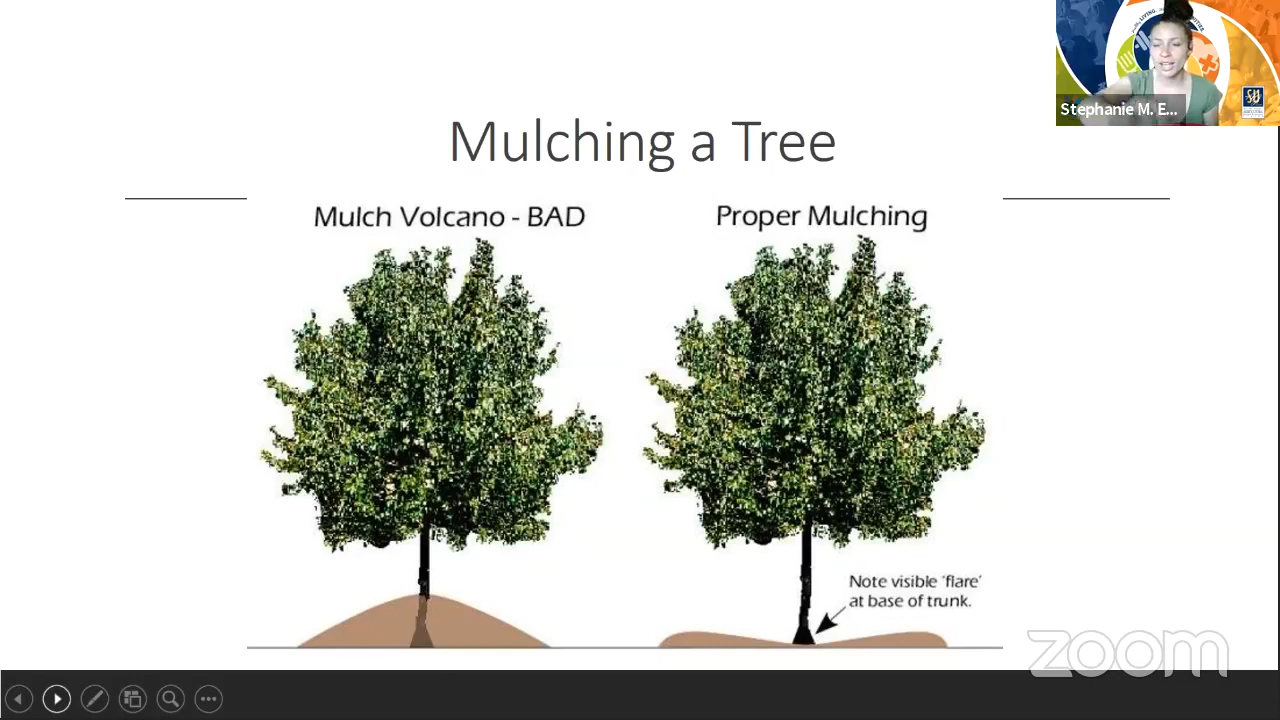 Stephanie M. E...
Mulching a Tree
Mulch Volcano - BAD
Proper Mulching
Note visible 'flare'
at base of trunk.
zoom